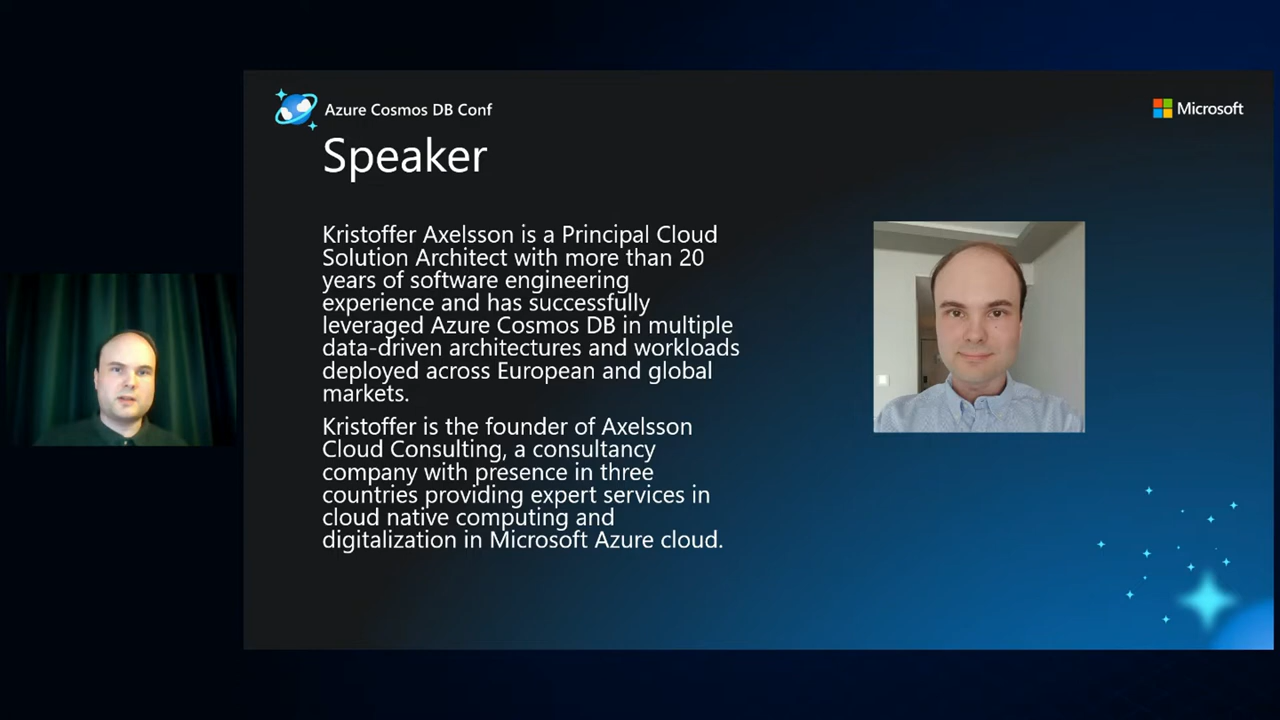 Azure Cosmos DB Conf
Microsoft
Speaker
Kristoffer Axelsson is a Principal Cloud
Solution Architect with more than 20
years of software engineering
experience and has successfully
leveraged Azure Cosmos DB in multiple
data-driven architectures and workloads
deployed across European and global
markets.
Kristoffer is the founder of Axelsson
Cloud Consulting, a consultancy
company with presence in three
countries providing expert services in
cloud native computing and
digitalization in Microsoft Azure cloud.